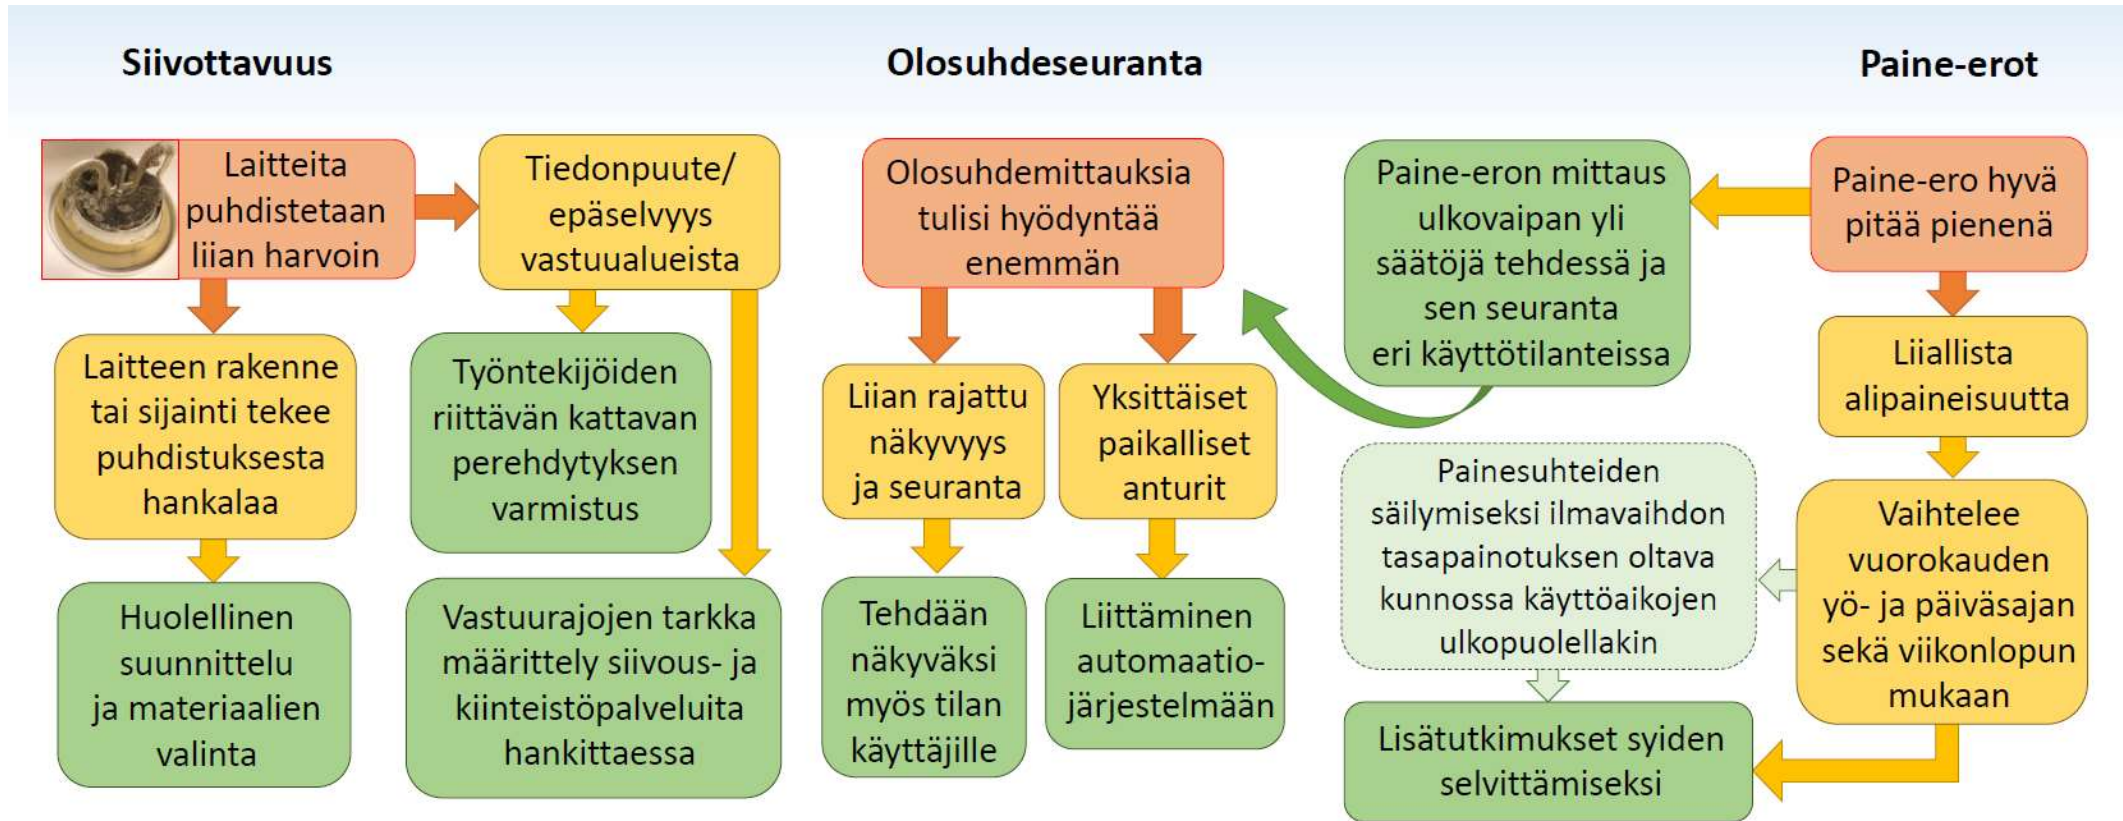 Siivottavuus
Laitteita
puhdistetaan
liian harvoin
Tiedonpuute/
epäselvyys
vastuualueista
Laitteen rakenne
tai sijainti tekee
puhdistuksesta
hankalaa
Työntekijöiden
riittävän kattavan
perehdytyksen
varmistus
Huolellinen
suunnittelu
ja materiaalien
valinta
Vastuurajojen tarkka
määrittely siivous- ja
kiinteistöpalveluita
hankittaessa
Olosuhdeseuranta
Olosuhdemittauksia
tulisi hyödyntää
enemmän
Liian rajattu
näkyvyys
ja seuranta
Yksittäiset
paikalliset
anturit
Tehdään
näkyväksi
myös tilan
käyttäjille
Liittäminen
automaatio-
järjestelmään
Paine-erot
Paine-eron mittaus
ulkovaipan yli
säätöjä tehdessä ja
sen seuranta
eri käyttötilanteissa
Paine-ero hyvä
pitää pienenä
Liiallista
alipaineisuutta
Painesuhteiden
säilymiseksi ilmavaihdon
tasapainotuksen oltava
kunnossa käyttöaikojen
ulkopuolellakin
Vaihtelee
vuorokauden
yö- ja päiväsajan
sekä viikonlopun
mukaan
Lisätutkimukset syiden
selvittämiseksi